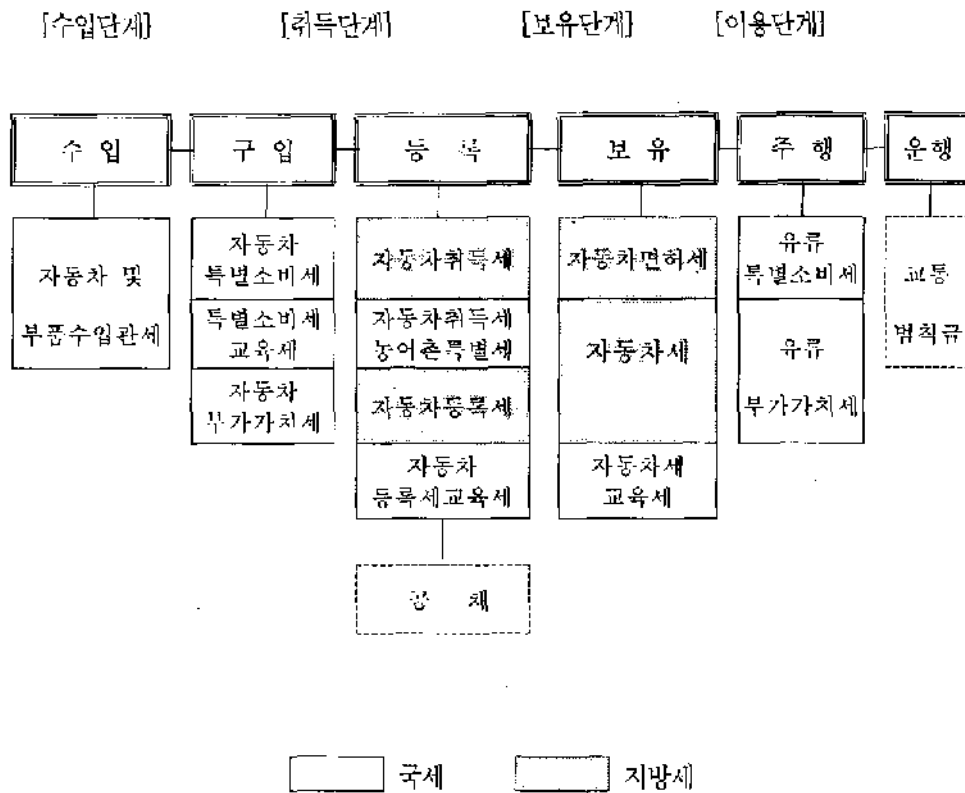 [수입단계] [취득단계] [보유단계] [이용단계]
수 입 구 입 등 록 보 유 주 행 운행
자동차 및
부품수입관세
자동차
특별소비세
특별소비세
교육세
자동차
부가가치세
자동차취득세
자동차취득세
농어촌특별세
자동차등록세
자동차
등록세교육세
공 채
자동차면허세
자동차세
자동차세
교육세
유류
특별소비세
유류
부가가치세
교통
범칙금
국세 지방세